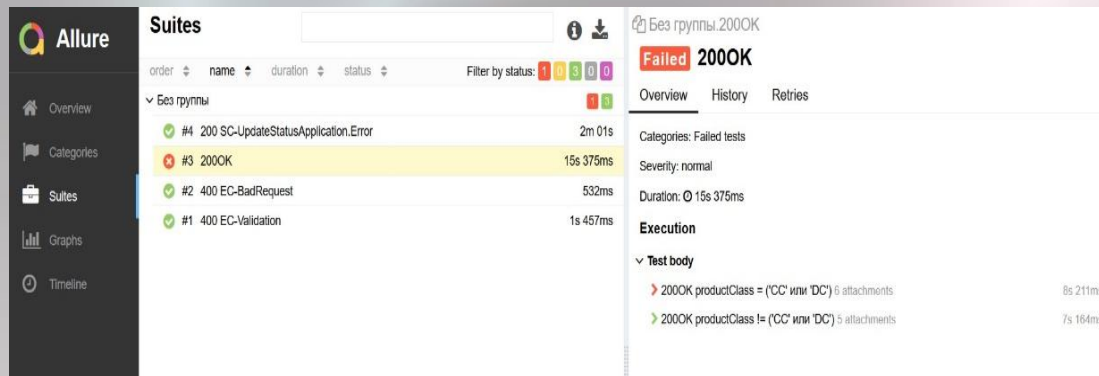 Allure
Overview
Categories
Suites
Graphs
Timeline
Suites
order name duration status Filter by status: 1 0 3 0 0
Без группы 1 3
#4 200 SC-UpdateStatusApplication.Error 2m 01s
#3 200OK 15s 375ms
#2 400 EC-BadRequest 532ms
#1 400 EC-Validation 1s 457ms
Без группы.200OK
Failed 200OK
Overview History Retries
Categories: Failed tests
Severity: normal
Duration: 15s 375ms
Execution
Test body
200OK productClass = ('CC' или 'DC') 6 attachments 8s 211m
200OK productClass != ('CC' или 'DC') 5 attachments 7s 164m